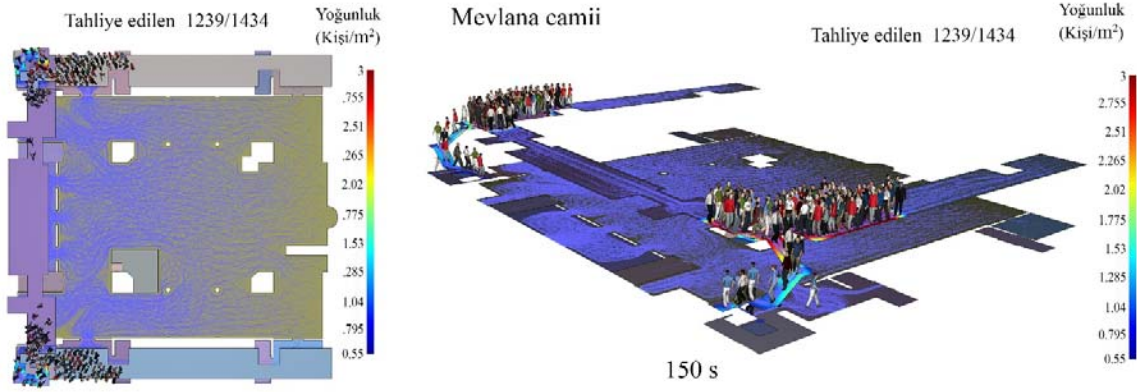 Tahliye edilen 1239/1434
Yoğunluk
(Kişi/m²)
3
.755
2.51
.265
2.02
.775
1.53
.285
1.04
.795
0.55
Mevlana camii
Tahliye edilen 1239/1434
Yoğunluk
(Kişi/m²)
3
2.755
2.51
2.265
2.02
1.775
1.53
1.285
1.04
0.795
0.55
150 s